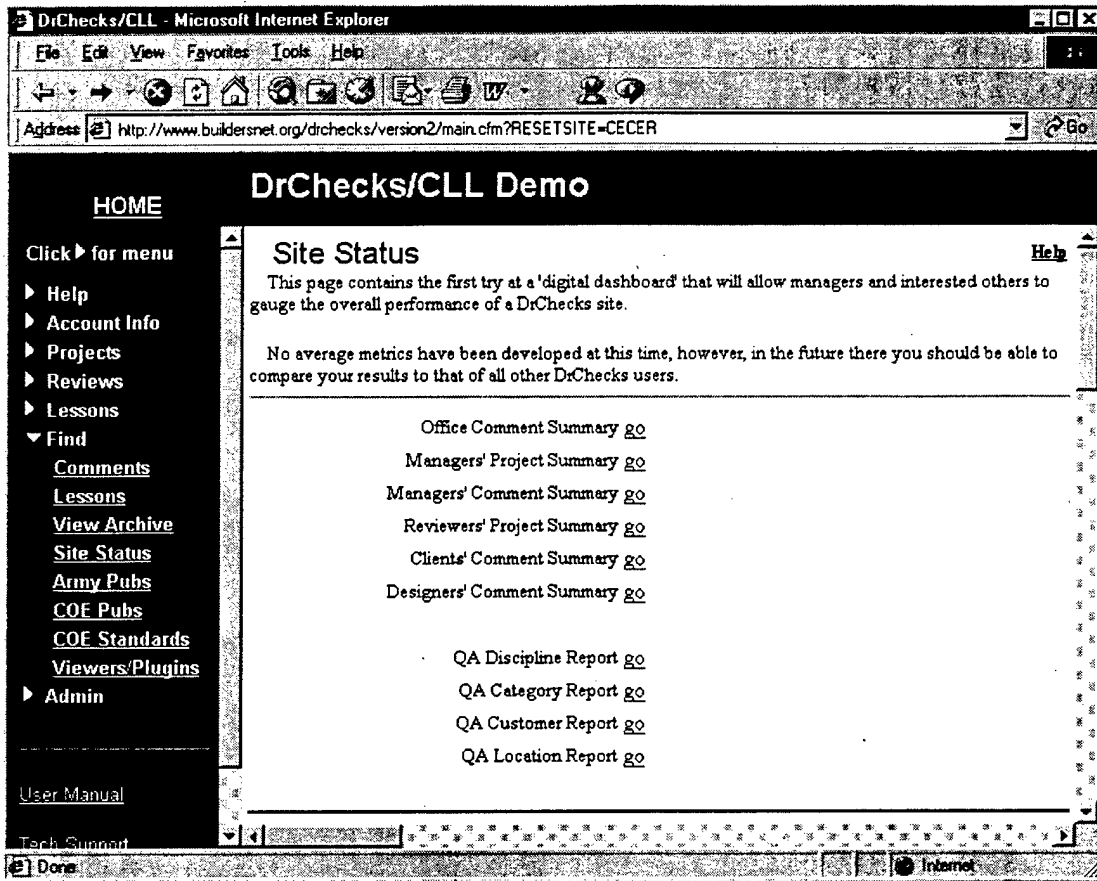 DrChecks/CLL - Microsoft Internet Explorer
File Edit View Favorites Tools Help
Address http://www.buildersnet.org/drchecks/version2/main.cfm?RESETSITE=CECER Go
DrChecks/CLL Demo
HOME
Click for menu
Help
Account Info
Projects
Reviews
Lessons
Find
Comments
Lessons
View Archive
Site Status
Army Pubs
COE Pubs
COE Standards
Viewers/Plugins
Admin
User Manual
Tech Support
Site Status
Help
This page contains the first try at a 'digital dashboard' that will allow managers and interested others to
gauge the overall performance of a DrChecks site.
No average metrics have been developed at this time, however, in the future there you should be able to
compare your results to that of all other DrChecks users.
Office Comment Summary go
Managers' Project Summary go
Managers' Comment Summary go
Reviewers' Project Summary go
Clients' Comment Summary go
Designers' Comment Summary go
QA Discipline Report go
QA Category Report go
QA Customer Report go
QA Location Report go
Done
Internet